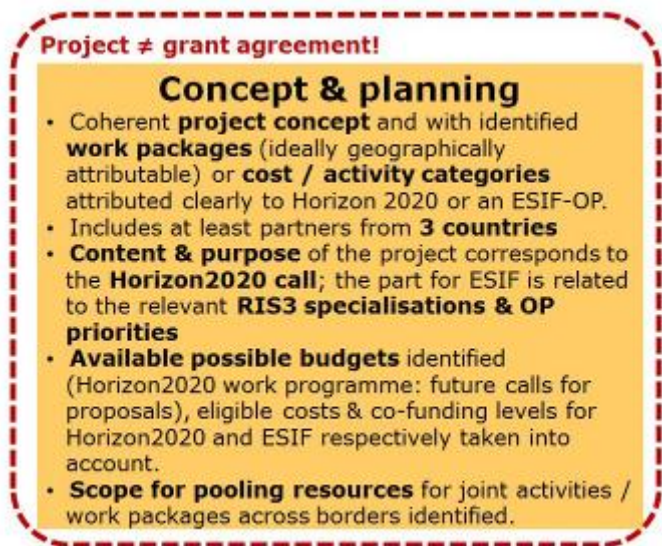 Project ≠ grant agreement!
Concept & planning
• Coherent project concept and with identified
work packages (ideally geographically
attributable) or cost / activity categories
attributed clearly to Horizon 2020 or an ESIF-OP.
• Includes at least partners from 3 countries
• Content & purpose of the project corresponds to
the Horizon2020 call; the part for ESIF is related
to the relevant RIS3 specialisations & OP
priorities
• Available possible budgets identified
(Horizon2020 work programme: future calls for
proposals), eligible costs & co-funding levels for
Horizon2020 and ESIF respectively taken into
account.
• Scope for pooling resources for joint activities /
work packages across borders identified.